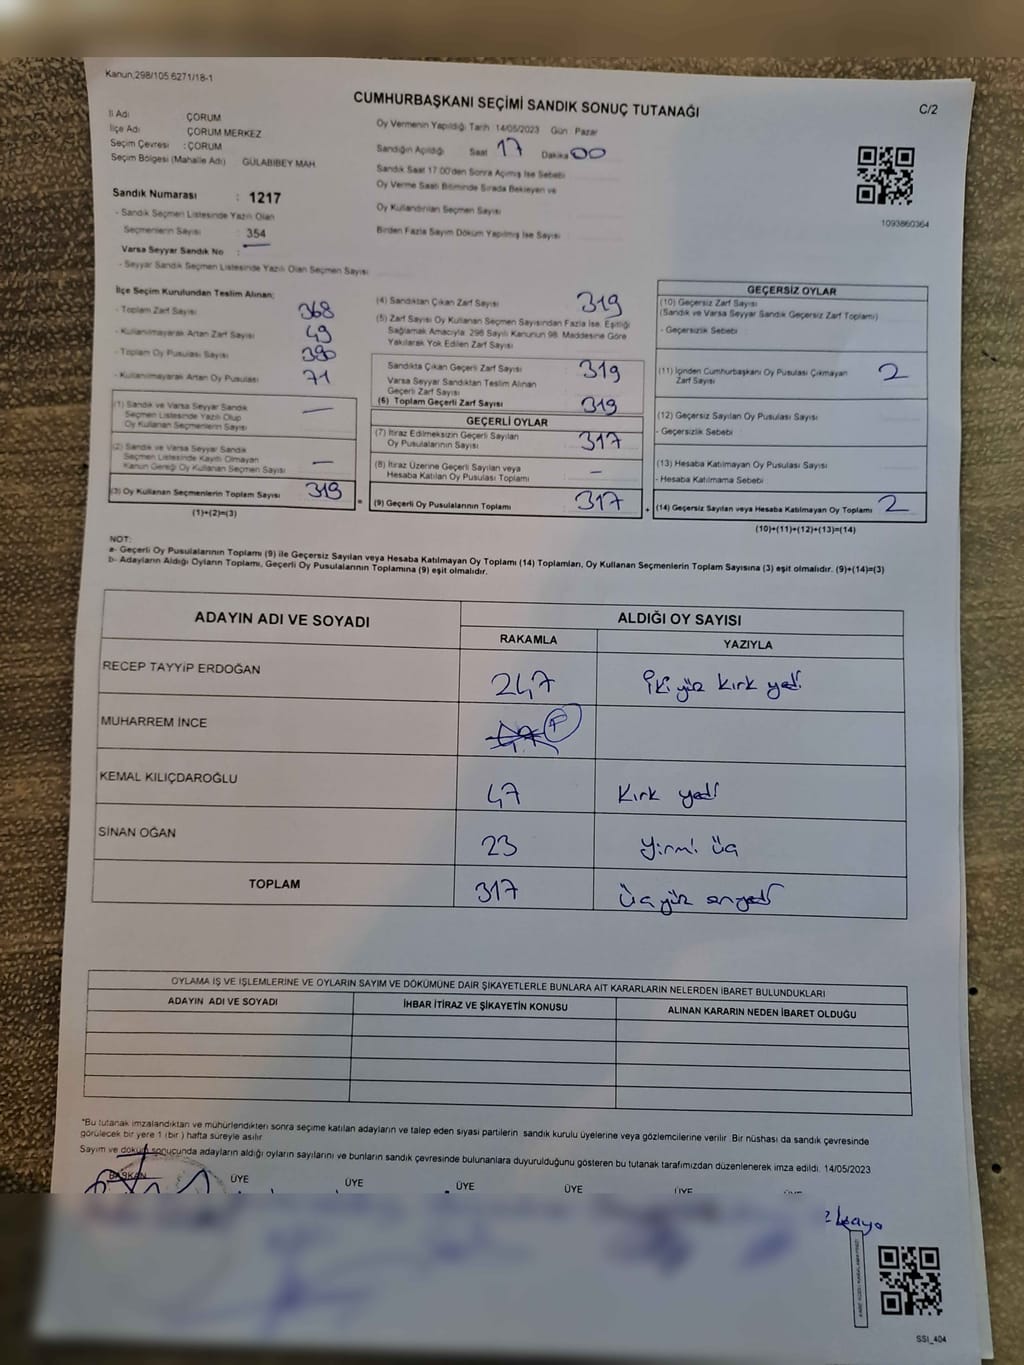 Kanun,298/105.6271/18-1
CUMHURBAŞKANI SEÇİMİ SANDIK SONUÇ TUTANAĞI
C/2
İl Adı ÇORUM
İlçe Adı ÇORUM MERKEZ
Seçim Çevresi : ÇORUM
Seçim Bölgesi (Mahalle Adı) GÜLABİBEY MAH.
Oy Vermenin Yapıldığı Tarih :14/05/2023 Gün : Pazar
Sandığın Açıldığı Saat 17 Dakika 00
Sandık Saat 17:00'den Sonra Açımış İse Sebebi
Oy Verme Saati Bitiminde Sırada Bekleyen ve
Oy Kullandırılan Seçmen Sayısı
Birden Fazla Sayım Döküm Yapılmış İse Sayısı
1093860364
Sandık Numarası : 1217
- Sandık Seçmen Listesinde Yazılı Olan
Seçmenlerin Sayısı : 354
Varsa Seyyar Sandık No :
- Seyyar Sandık Seçmen Listesinde Yazılı Olan Seçmen Sayısı
İlçe Seçim Kurulundan Teslim Alınan;
- Toplam Zarf Sayısı 368
- Kullanılmayarak Artan Zarf Sayısı 49
- Toplam Oy Pusulası Sayısı 390
- Kullanılmayarak Artan Oy Pusulası 71
(1) Sandık ve Varsa Seyyar Sandık
Seçmen Listesinde Yazılı Olup
Oy Kullanan Seçmenlerin Sayısı —
(2) Sandık ve Varsa Seyyar Sandık
Seçmen Listesinde Kayıtlı Olmayan
Kanun Gereği Oy Kullanan Seçmen Sayısı —
(3) Oy Kullanan Seçmenlerin Toplam Sayısı 319
(1)+(2)=(3)
(4) Sandıktan Çıkan Zarf Sayısı 319
(5) Zarf Sayısı Oy Kullanan Seçmen Sayısından Fazla İse, Eşitliği
Sağlamak Amacıyla, 298 Sayılı Kanunun 98. Maddesine Göre
Yakılarak Yok Edilen Zarf Sayısı
Sandıkta Çıkan Geçerli Zarf Sayısı : 319
Varsa Seyyar Sandıktan Teslim Alınan
Geçerli Zarf Sayısı
(6) Toplam Geçerli Zarf Sayısı : 319
GEÇERLİ OYLAR
(7) İtiraz Edilmeksizin Geçerli Sayılan
Oy Pusulalarının Sayısı : 317
(8) İtiraz Üzerine Geçerli Sayılan veya
Hesaba Katılan Oy Pusulası Toplamı : —
(9) Geçerli Oy Pusulalarının Toplamı : 317
GEÇERSİZ OYLAR
(10) Geçersiz Zarf Sayısı
(Sandık ve Varsa Seyyar Sandık Geçersiz Zarf Toplamı)
- Geçersizlik Sebebi :
(11) İçinden Cumhurbaşkanı Oy Pusulası Çıkmayan
Zarf Sayısı : 2
(12) Geçersiz Sayılan Oy Pusulası Sayısı :
- Geçersizlik Sebebi :
(13) Hesaba Katılmayan Oy Pusulası Sayısı :
- Hesaba Katılmama Sebebi :
(14) Geçersiz Sayılan veya Hesaba Katılmayan Oy Toplamı : 2
(10)+(11)+(12)+(13)=(14)
NOT:
a- Geçerli Oy Pusulalarının Toplamı (9) ile Geçersiz Sayılan veya Hesaba Katılmayan Oy Toplamı (14) Toplamları, Oy Kullanan Seçmenlerin Toplam Sayısına (3) eşit olmalıdır. (9)+(14)=(3)
b- Adayların Aldığı Oyların Toplamı, Geçerli Oy Pusulalarının Toplamına (9) eşit olmalıdır.
ADAYIN ADI VE SOYADI ALDIĞI OY SAYISI
RAKAMLA YAZIYLA
RECEP TAYYİP ERDOĞAN 247 İki yüz kırk yedi
MUHARREM İNCE
KEMAL KILIÇDAROĞLU 47 Kırk yedi
SİNAN OĞAN 23 yirmi üç
TOPLAM 317 Üçyüz onyedi
OYLAMA İŞ VE İŞLEMLERİNE VE OYLARIN SAYIM VE DÖKÜMÜNE DAİR ŞİKAYETLERLE BUNLARA AİT KARARLARIN NELERDEN İBARET BULUNDUKLARI
ADAYIN ADI VE SOYADI İHBAR İTİRAZ VE ŞİKAYETİN KONUSU ALINAN KARARIN NEDEN İBARET OLDUĞU
*Bu tutanak imzalandıktan ve mühürlendikten sonra seçime katılan adayların ve talep eden siyasi partilerin sandık kurulu üyelerine veya gözlemcilerine verilir. Bir nüshası da sandık çevresinde
görülecek bir yere 1 (bir) hafta süreyle asılır.
Sayım ve döküm sonucunda adayların aldığı oyların sayılarını ve bunların sandık çevresinde bulunanlara duyurulduğunu gösteren bu tutanak tarafımızdan düzenlenerek imza edildi. 14/05/2023
BAŞKAN ÜYE ÜYE ÜYE ÜYE ÜYE
SSI_404